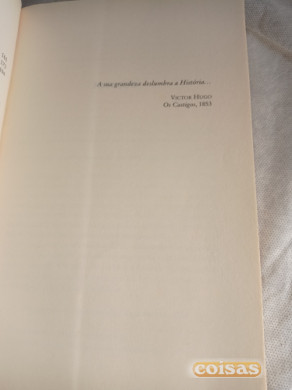 A sua grandeza deslumbra a História...
VICTOR HUGO
Os Castigos, 1853
coisas